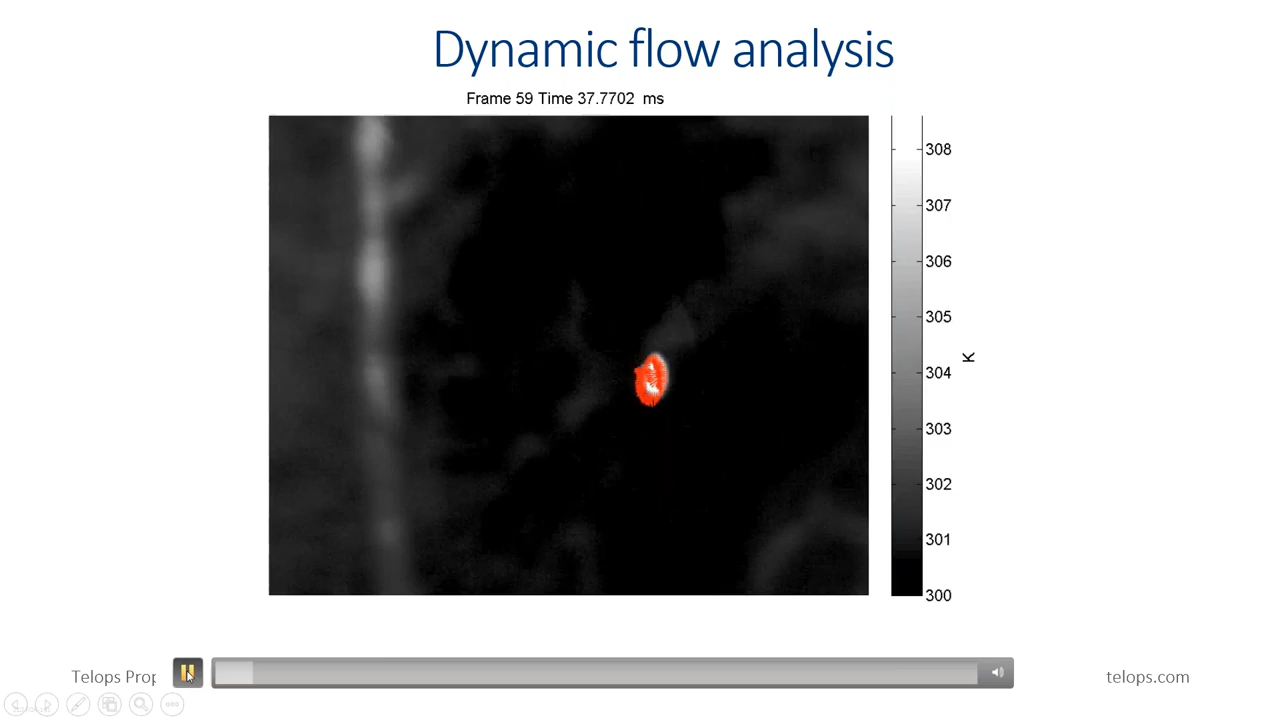 Dynamic flow analysis
Frame 59 Time 37.7702 ms
308
307
306
305
304
303
302
301
300
K
Telops Prop
telops.com